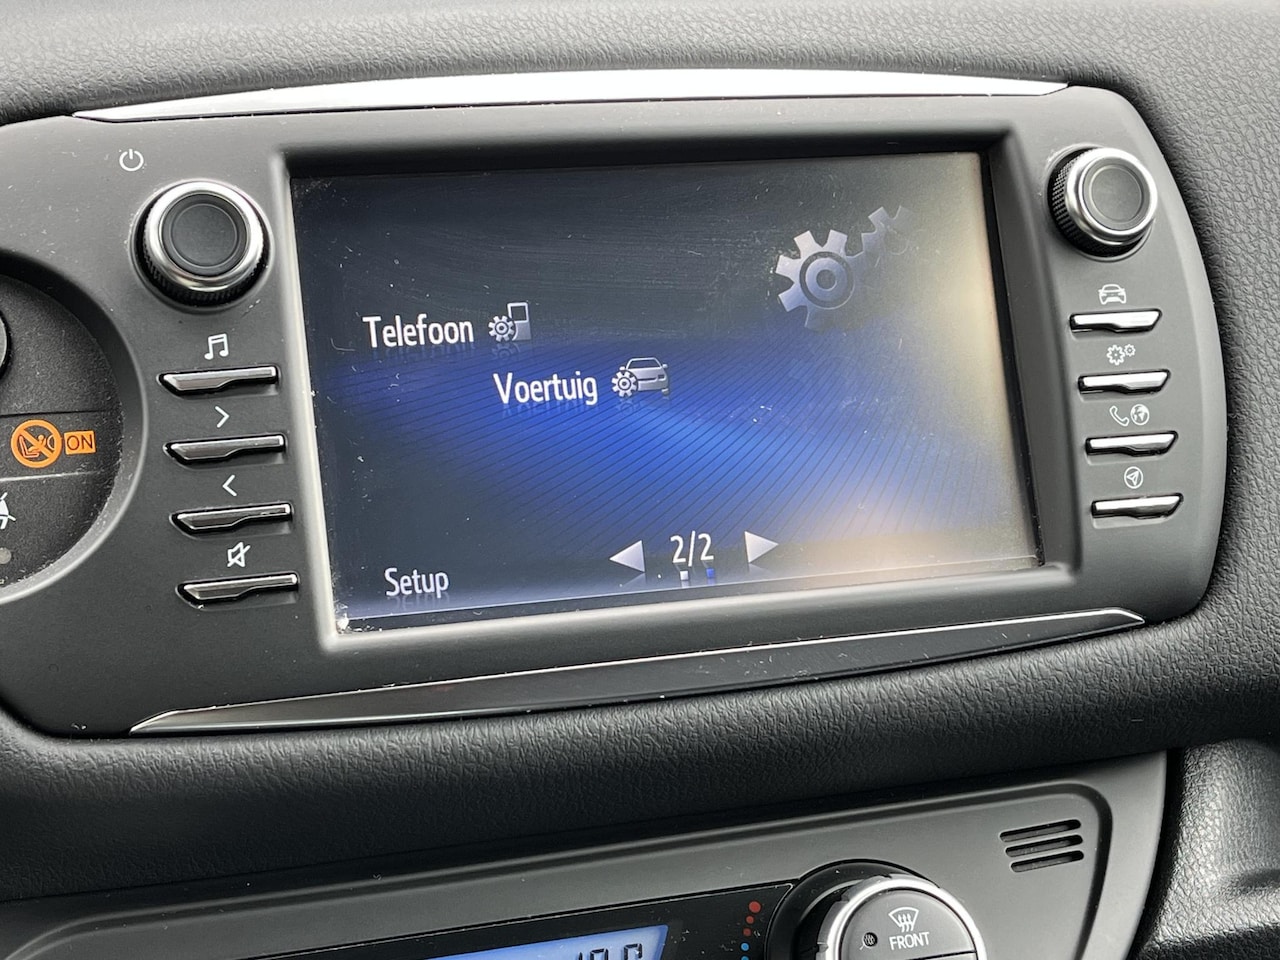 Telefoon
Voertuig
2/2
Setup
ON
FRONT